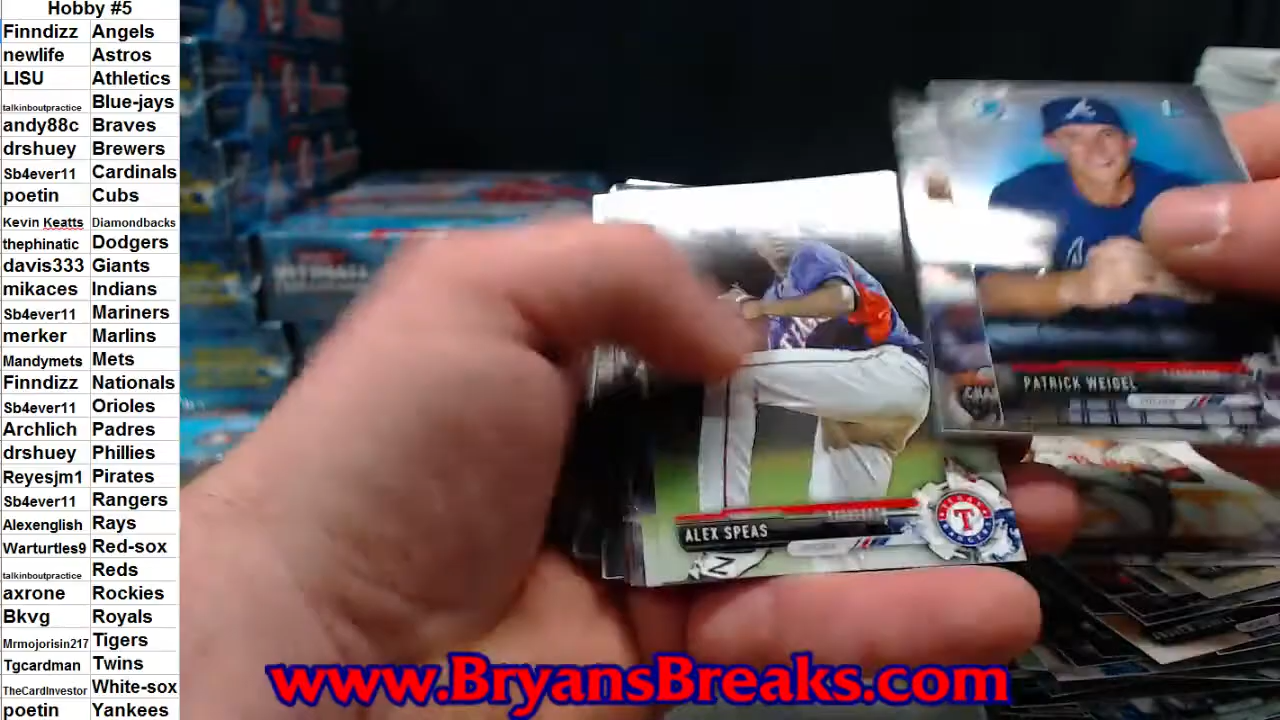 Hobby #5
Finndizz Angels
newlife Astros
LISU Athletics
talkinboutpractice Blue-jays
andy88c Braves
drshuey Brewers
Sb4ever11 Cardinals
poetin Cubs
Kevin Keatts Diamondbacks
thephinatic Dodgers
davis333 Giants
mikaces Indians
Sb4ever11 Mariners
merker Marlins
Mandymets Mets
Finndizz Nationals
Sb4ever11 Orioles
Archlich Padres
drshuey Phillies
Reyesjm1 Pirates
Sb4ever11 Rangers
Alexenglish Rays
Warturtles9 Red-sox
talkinboutpractice Reds
axrone Rockies
Bkvg Royals
Mrmojorisin217 Tigers
Tgcardman Twins
TheCardInvestor White-sox
poetin Yankees
PATRICK WEIGEL
ALEX SPEAS
T
www.BryansBreaks.com